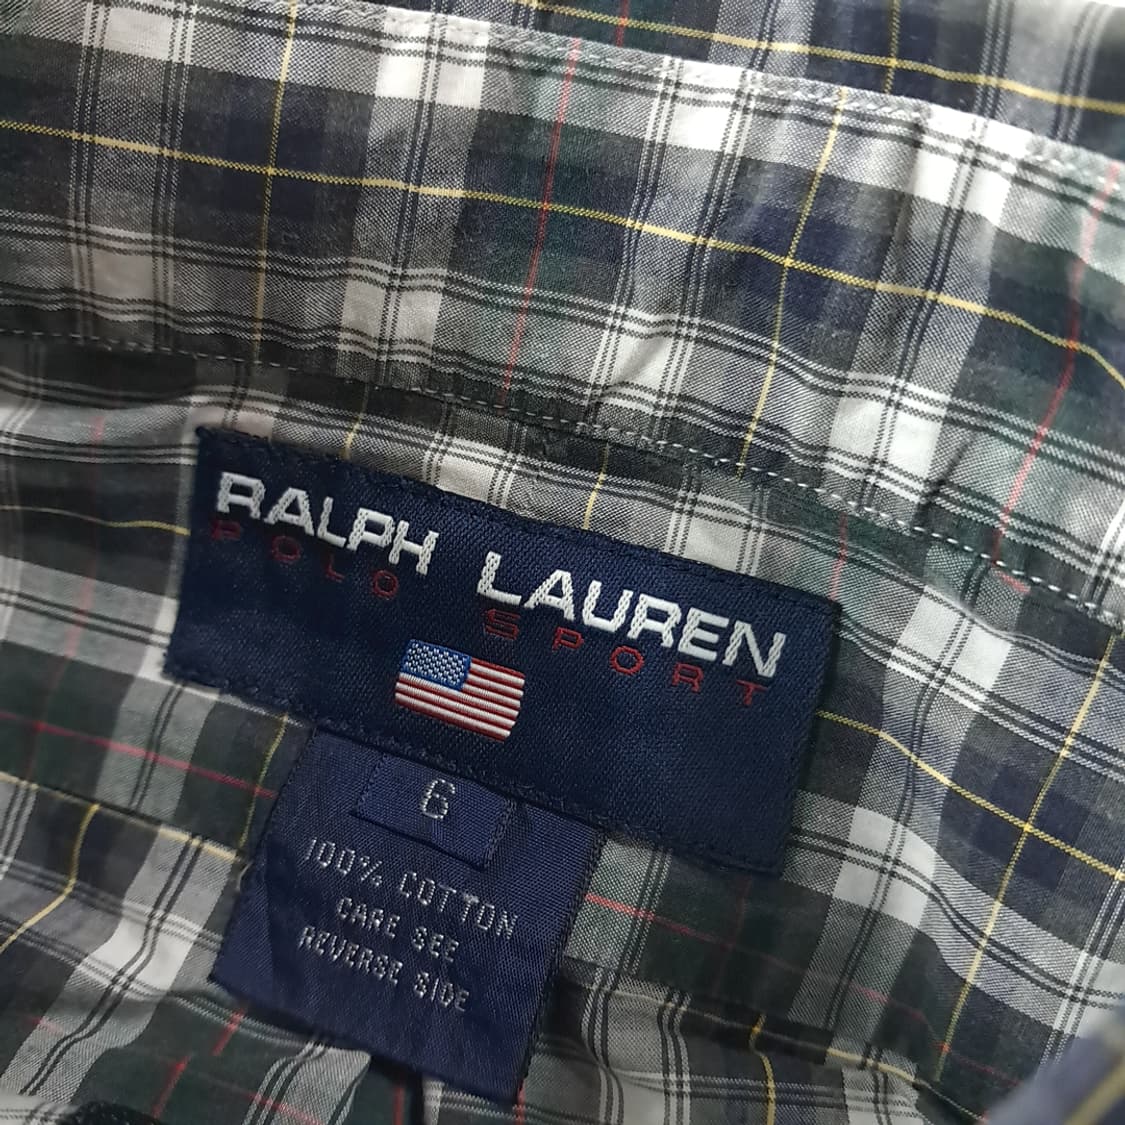 RALPH LAUREN
POLO SPORT
6
100% COTTON
CARE SEE
REVERSE SIDE